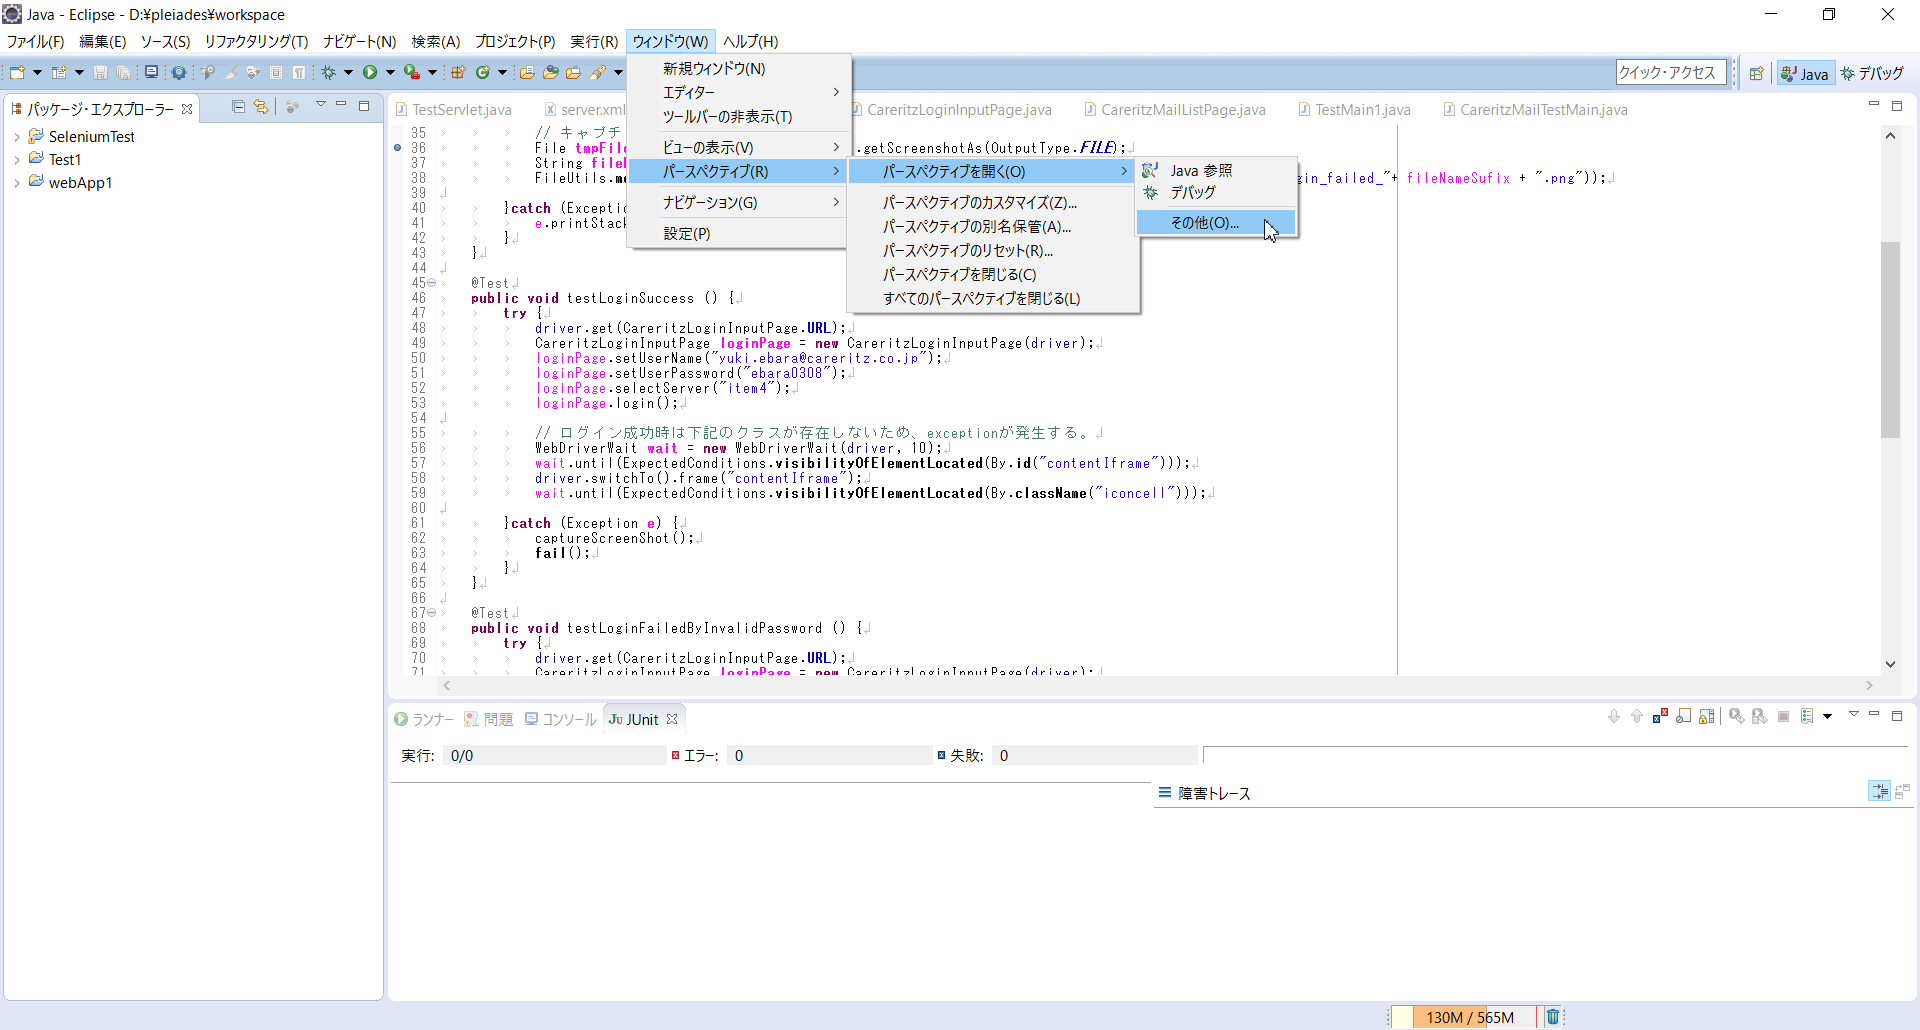 Java - Eclipse - D:¥pleiades¥workspace
ファイル(F) 編集(E) ソース(S) リファクタリング(T) ナビゲート(N) 検索(A) プロジェクト(P) 実行(R) ウィンドウ(W) ヘルプ(H)
クイック・アクセス Java デバッグ
新規ウィンドウ(N)
エディター
ツールバーの非表示(T)
ビューの表示(V)
パースペクティブ(R)
ナビゲーション(G)
設定(P)
パースペクティブを開く(O)
パースペクティブのカスタマイズ(Z)...
パースペクティブの別名保管(A)...
パースペクティブのリセット(R)...
パースペクティブを閉じる(C)
すべてのパースペクティブを閉じる(L)
Java 参照
デバッグ
その他(O)...
パッケージ・エクスプローラー
SeleniumTest
Test1
webApp1
TestServlet.java server.xml CareritzLoginInputPage.java CareritzMailListPage.java TestMain1.java CareritzMailTestMain.java
35 // キャプチ
36 File tmpFile .getScreenshotAs(OutputType.FILE);
37 String file
38 FileUtils.mo gin_failed_"+ fileNameSufix + ".png"));
39
40 }catch (Exceptio
41 e.printStack
42 }
43 }
44
45 @Test
46 public void testLoginSuccess () {
47 try {
48 driver.get(CareritzLoginInputPage.URL);
49 CareritzLoginInputPage loginPage = new CareritzLoginInputPage(driver);
50 loginPage.setUserName("yuki.ebara@careritz.co.jp");
51 loginPage.setUserPassword("ebara0308");
52 loginPage.selectServer("item4");
53 loginPage.login();
54
55 // ログイン成功時は下記のクラスが存在しないため、exceptionが発生する。
56 WebDriverWait wait = new WebDriverWait(driver, 10);
57 wait.until(ExpectedConditions.visibilityOfElementLocated(By.id("contentIframe")));
58 driver.switchTo().frame("contentIframe");
59 wait.until(ExpectedConditions.visibilityOfElementLocated(By.className("iconcell")));
60
61 }catch (Exception e) {
62 captureScreenShot();
63 fail();
64 }
65 }
66
67 @Test
68 public void testLoginFailedByInvalidPassword () {
69 try {
70 driver.get(CareritzLoginInputPage.URL);
71 CareritzLoginInputPage loginPage = new CareritzLoginInputPage(driver);
ランナー 問題 コンソール JUnit
実行: 0/0 エラー: 0 失敗: 0
障害トレース
130M / 565M